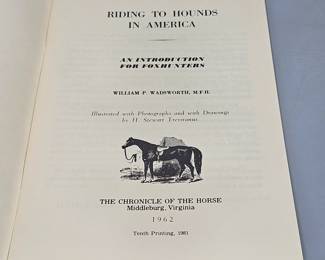 RIDING TO HOUNDS
IN AMERICA
AN INTRODUCTION
FOR FOXHUNTERS
WILLIAM P. WADSWORTH, M.F.H.
Illustrated with Photographs and with Drawings
by H. Stewart Treviranus
THE CHRONICLE OF THE HORSE
Middleburg, Virginia
1962
Tenth Printing, 1981